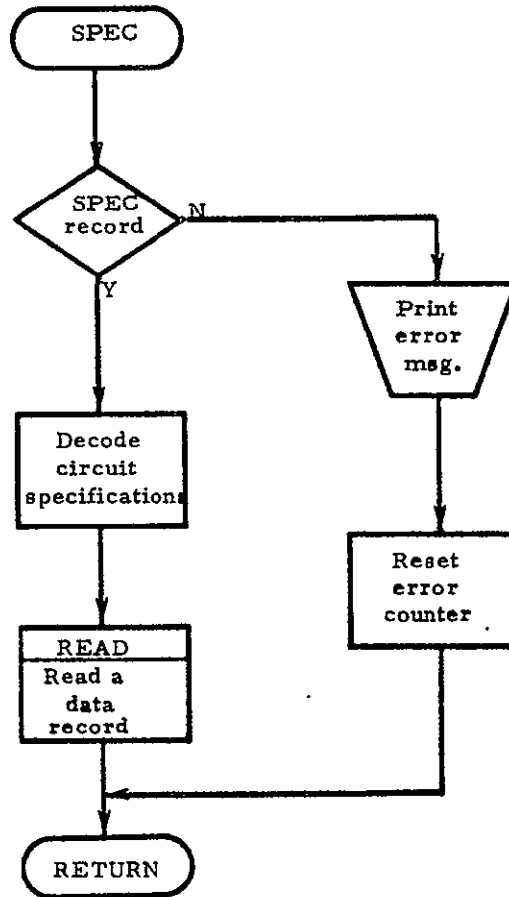 SPEC
SPEC
record
N
Y
Print
error
msg.
Decode
circuit
specifications
Reset
error
counter
READ
Read a
data
record
RETURN